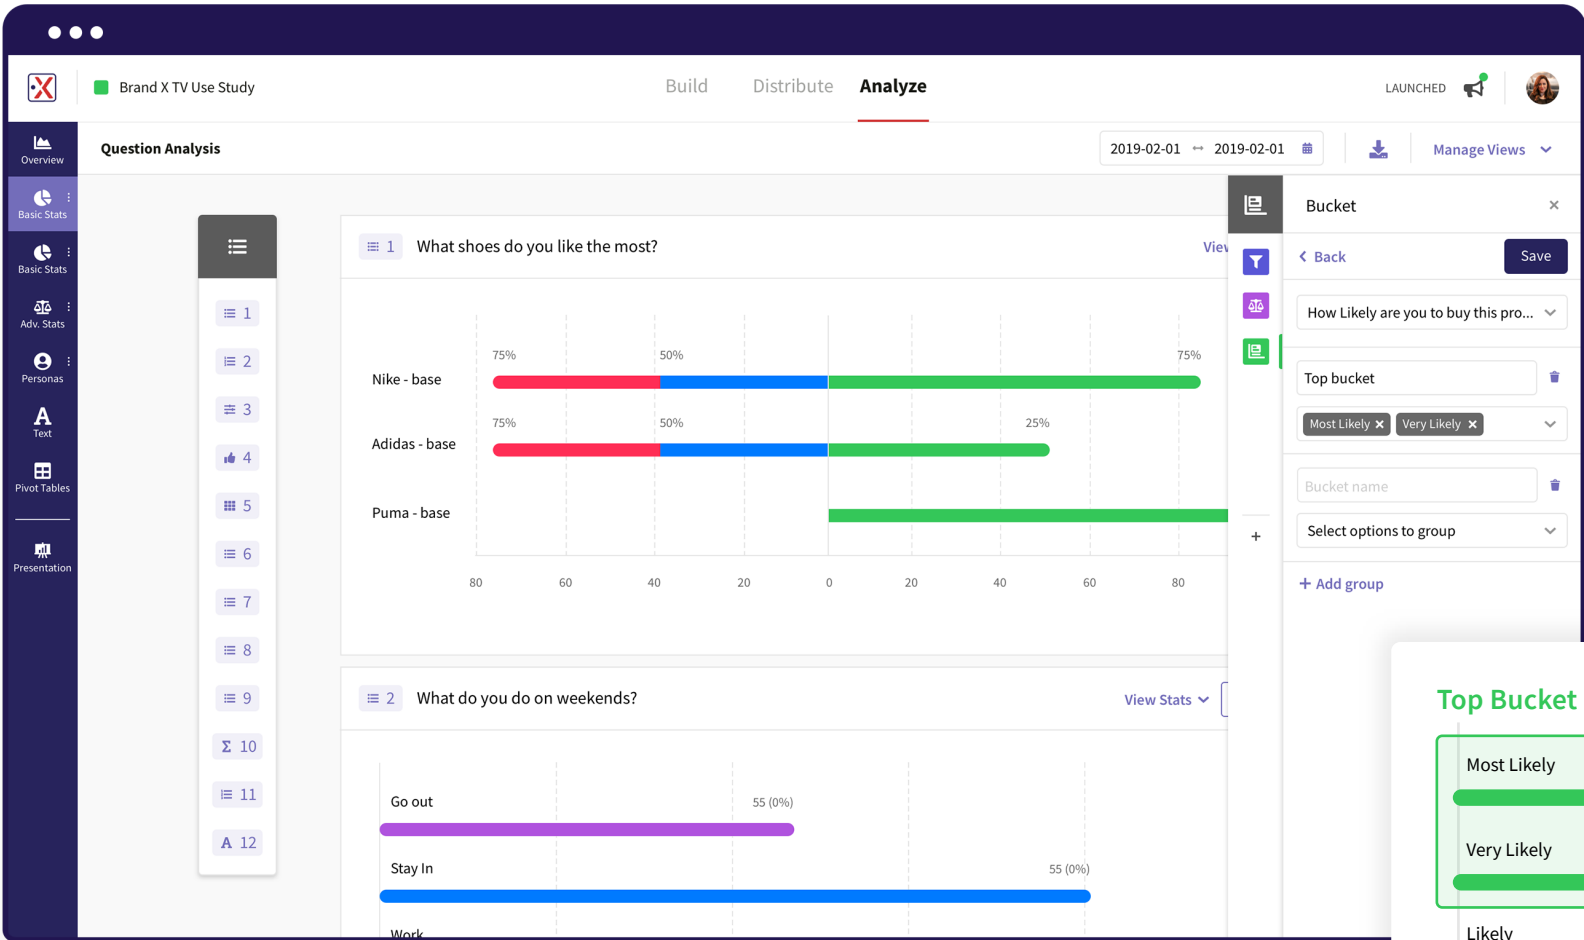 Brand X TV Use Study
Build
Distribute
Analyze
LAUNCHED
Overview
Basic Stats
Basic Stats
Adv. Stats
Personas
Text
Pivot Tables
Presentation
Question Analysis
2019-02-01 ↔ 2019-02-01
Manage Views
1
2
3
4
5
6
7
8
9
Σ 10
11
A 12
1 What shoes do you like the most?
View
75% 50% 75%
Nike - base
75% 50% 25%
Adidas - base
Puma - base
80 60 40 20 0 20 40 60 80
2 What do you do on weekends?
View Stats
Go out
55 (0%)
Stay In
55 (0%)
Work
Bucket ×
Back
Save
How Likely are you to buy this pro...
Top bucket
Most Likely × Very Likely ×
Bucket name
Select options to group
+ Add group
Top Bucket
Most Likely
Very Likely
Likely